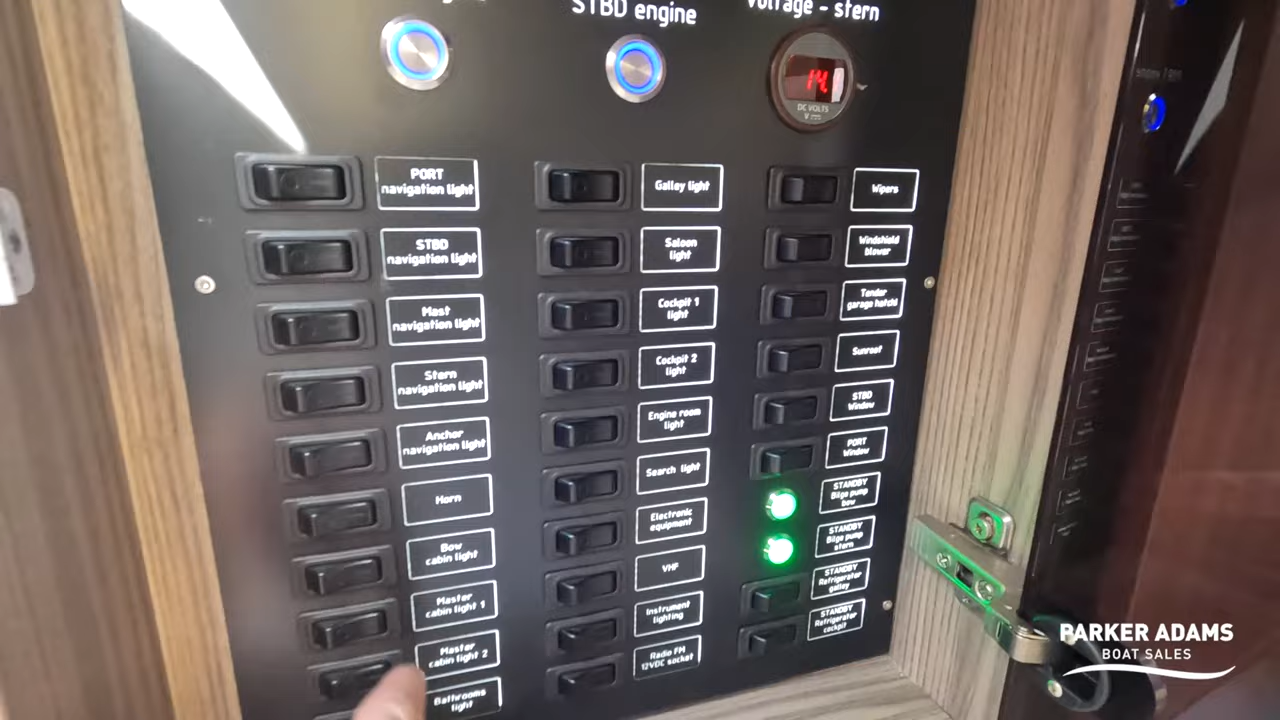 STBD engine
Voltage - stern
14.
DC VOLTS
V
PORT
navigation light
STBD
navigation light
Mast
navigation light
Stern
navigation light
Anchor
navigation light
Horn
Bow
cabin light
Master
cabin light 1
Master
cabin light 2
Bathrooms
light
Galley light
Saloon
light
Cockpit 1
light
Cockpit 2
light
Engine room
light
Search light
Electronic
equipment
VHF
Instrument
lighting
Radio FM
12VDC socket
Wipers
Windshield
blower
Tender
garage hatchl
Sunroof
STBD
Window
PORT
Window
STANDBY
Bilge pump
bow
STANDBY
Bilge pump
stern
STANDBY
Refrigerator
galley
STANDBY
Refrigerator
cockpit
PARKER ADAMS
BOAT SALES